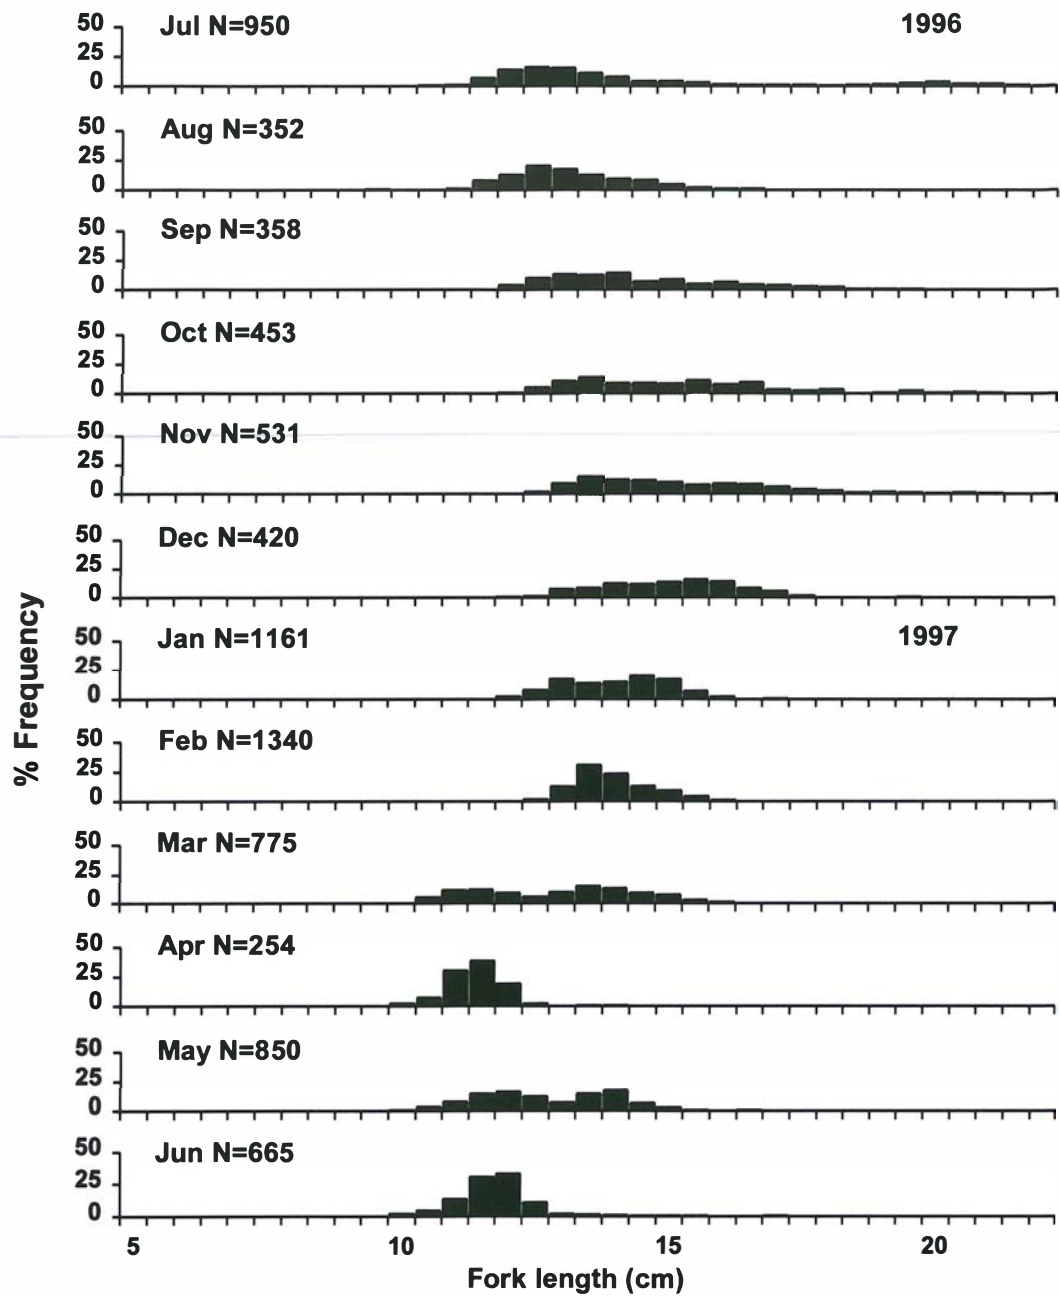 Jul N=950
1996
50
25
0
Aug N=352
50
25
0
Sep N=358
50
25
0
Oct N=453
50
25
0
Nov N=531
50
25
0
Dec N=420
50
25
0
Jan N=1161
1997
50
25
0
Feb N=1340
50
25
0
Mar N=775
50
25
0
Apr N=254
50
25
0
May N=850
50
25
0
Jun N=665
50
25
0
% Frequency
5 10 15 20
Fork length (cm)